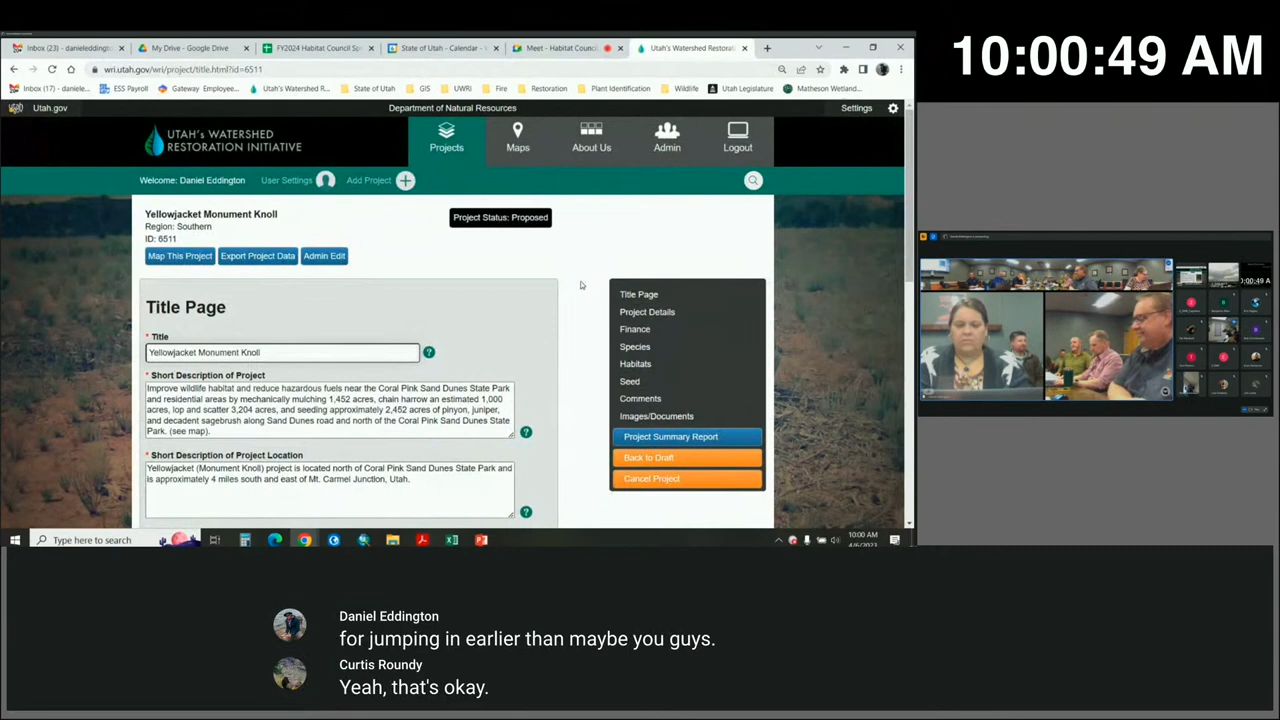 10:00:49 AM
Inbox (23) - danieleddingto
My Drive - Google Drive
FY2024 Habitat Council Sp
State of Utah - Calendar - V
Meet - Habitat Counc
Utah's Watershed Restorat
wri.utah.gov/wri/project/title.html?id=6511
Inbox (17) - daniele...
ESS Payroll
Gateway Employee...
Utah's Watershed R...
State of Utah
GIS
UWRI
Fire
Restoration
Plant Identification
Wildlife
Utah Legislature
Matheson Wetland...
Utah.gov
Department of Natural Resources
Settings
UTAH's WATERSHED
RESTORATION INITIATIVE
Projects
Maps
About Us
Admin
Logout
Welcome: Daniel Eddington
User Settings
Add Project
Yellowjacket Monument Knoll
Region: Southern
ID: 6511
Project Status: Proposed
Map This Project
Export Project Data
Admin Edit
Title Page
* Title
Yellowjacket Monument Knoll
* Short Description of Project
Improve wildlife habitat and reduce hazardous fuels near the Coral Pink Sand Dunes State Park
and residential areas by mechanically mulching 1,452 acres, chain harrow an estimated 1,000
acres, lop and scatter 3,204 acres, and seeding approximately 2,452 acres of pinyon, juniper,
and decadent sagebrush along Sand Dunes road and north of the Coral Pink Sand Dunes State
Park. (see map).
* Short Description of Project Location
Yellowjacket (Monument Knoll) project is located north of Coral Pink Sand Dunes State Park and
is approximately 4 miles south and east of Mt. Carmel Junction, Utah.
Title Page
Project Details
Finance
Species
Habitats
Seed
Comments
Images/Documents
Project Summary Report
Back to Draft
Cancel Project
Type here to search
10:00 AM
4/6/2023
Daniel Eddington
for jumping in earlier than maybe you guys.
Curtis Roundy
Yeah, that's okay.